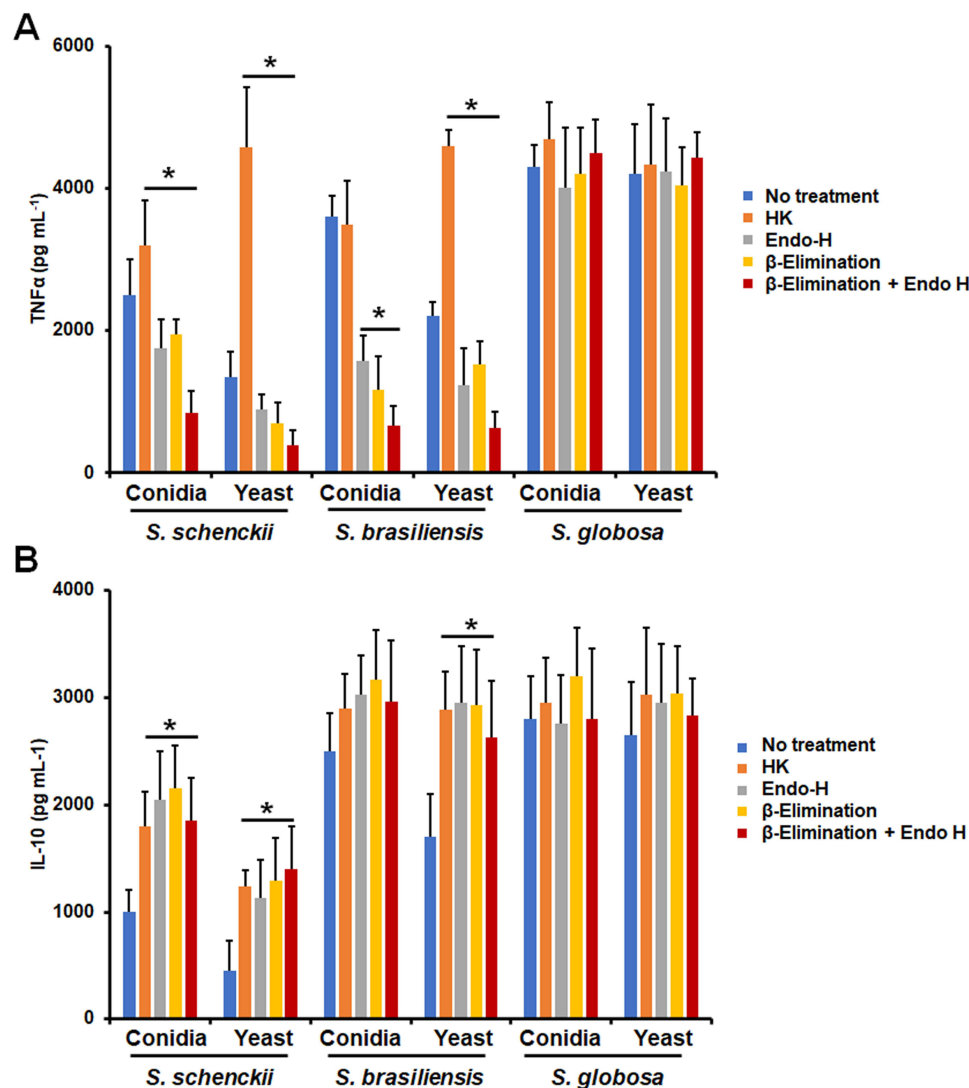 A
6000
4000
2000
0
TNFα (pg mL-1)
*
*
*
*
No treatment
HK
Endo-H
β-Elimination
β-Elimination + Endo H
Conidia Yeast Conidia Yeast Conidia Yeast
S. schenckii S. brasiliensis S. globosa
B
4000
3000
2000
1000
0
IL-10 (pg mL-1)
*
*
*
No treatment
HK
Endo-H
β-Elimination
β-Elimination + Endo H
Conidia Yeast Conidia Yeast Conidia Yeast
S. schenckii S. brasiliensis S. globosa